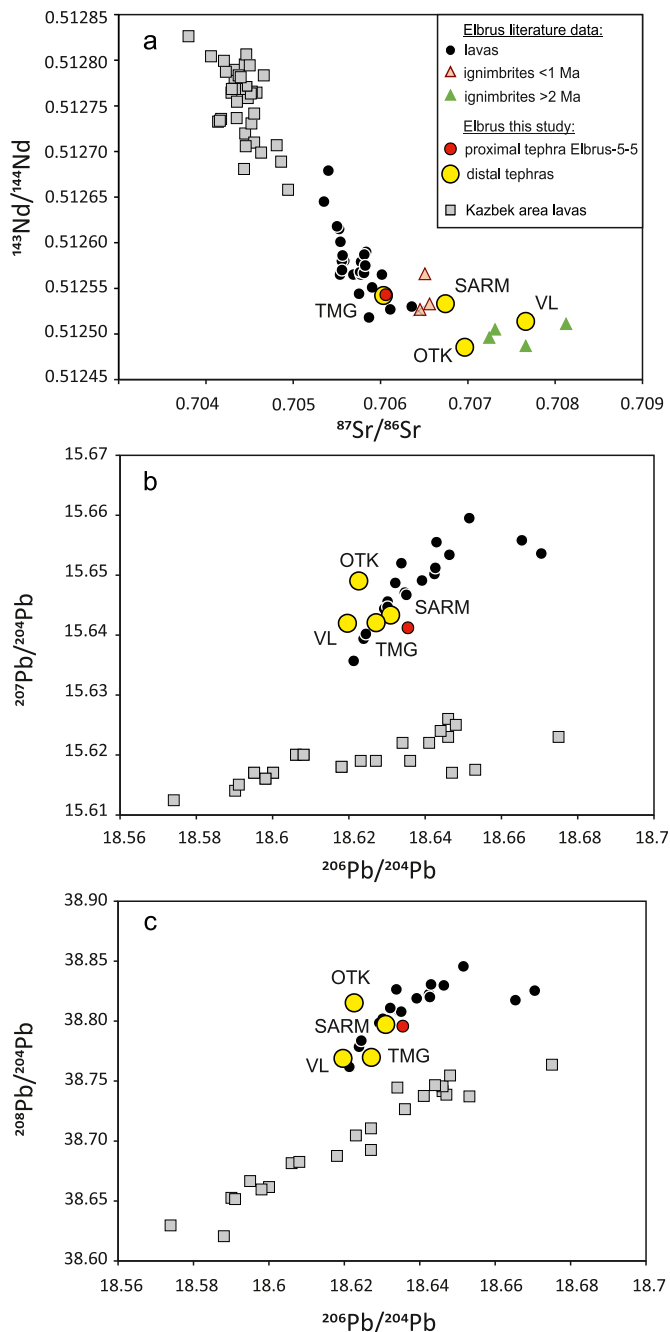 a
0.51285
0.51280
0.51275
0.51270
0.51265
0.51260
0.51255
0.51250
0.51245
¹⁴³Nd/¹⁴⁴Nd
Elbrus literature data:
lavas
ignimbrites <1 Ma
ignimbrites >2 Ma
Elbrus this study:
proximal tephra Elbrus-5-5
distal tephras
Kazbek area lavas
TMG
SARM
VL
OTK
0.704
0.705
0.706
0.707
0.708
0.709
⁸⁷Sr/⁸⁶Sr
b
15.67
15.66
15.65
15.64
15.63
15.62
15.61
²⁰⁷Pb/²⁰⁴Pb
OTK
SARM
VL
TMG
18.56
18.58
18.6
18.62
18.64
18.66
18.68
18.7
²⁰⁶Pb/²⁰⁴Pb
c
38.90
38.85
38.80
38.75
38.70
38.65
38.60
²⁰⁸Pb/²⁰⁴Pb
OTK
SARM
VL
TMG
18.56
18.58
18.6
18.62
18.64
18.66
18.68
18.7
²⁰⁶Pb/²⁰⁴Pb